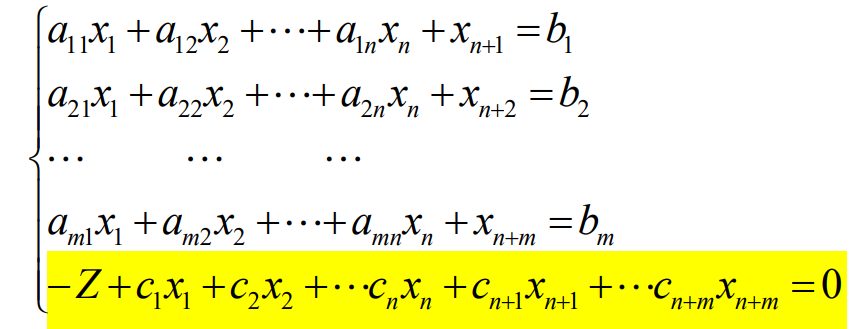 a₁₁x₁ + a₁₂x₂ + ⋯ + a₁ₙxₙ + xₙ₊₁ = b₁
a₂₁x₁ + a₂₂x₂ + ⋯ + a₂ₙxₙ + xₙ₊₂ = b₂
⋯ ⋯ ⋯
aₘ₁x₁ + aₘ₂x₂ + ⋯ + aₘₙxₙ + xₙ₊ₘ = bₘ
−Z + c₁x₁ + c₂x₂ + ⋯cₙxₙ + cₙ₊₁xₙ₊₁ + ⋯cₙ₊ₘxₙ₊ₘ = 0